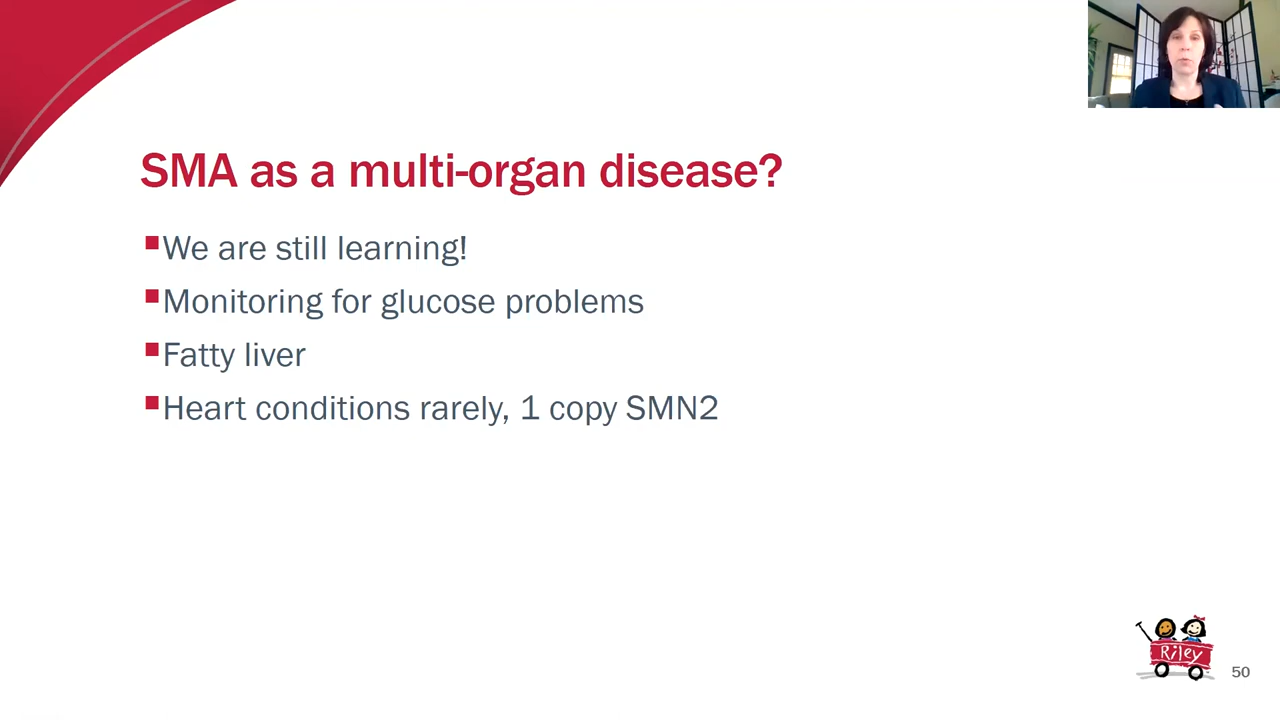 SMA as a multi-organ disease?
We are still learning!
Monitoring for glucose problems
Fatty liver
Heart conditions rarely, 1 copy SMN2
Riley
50